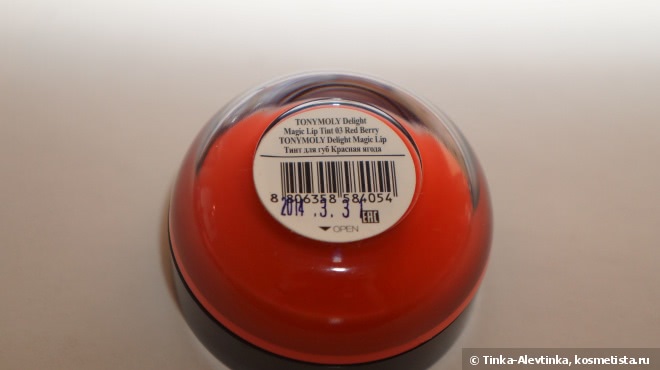 TONYMOLY Delight
Magic Lip Tint 03 Red Berry
TONYMOLY Delight Magic Lip
Тинт для губ Красная ягода
8 806358 584054
2014 .3.31
EAC
OPEN
© Tinka-Alevtinka, kosmetista.ru